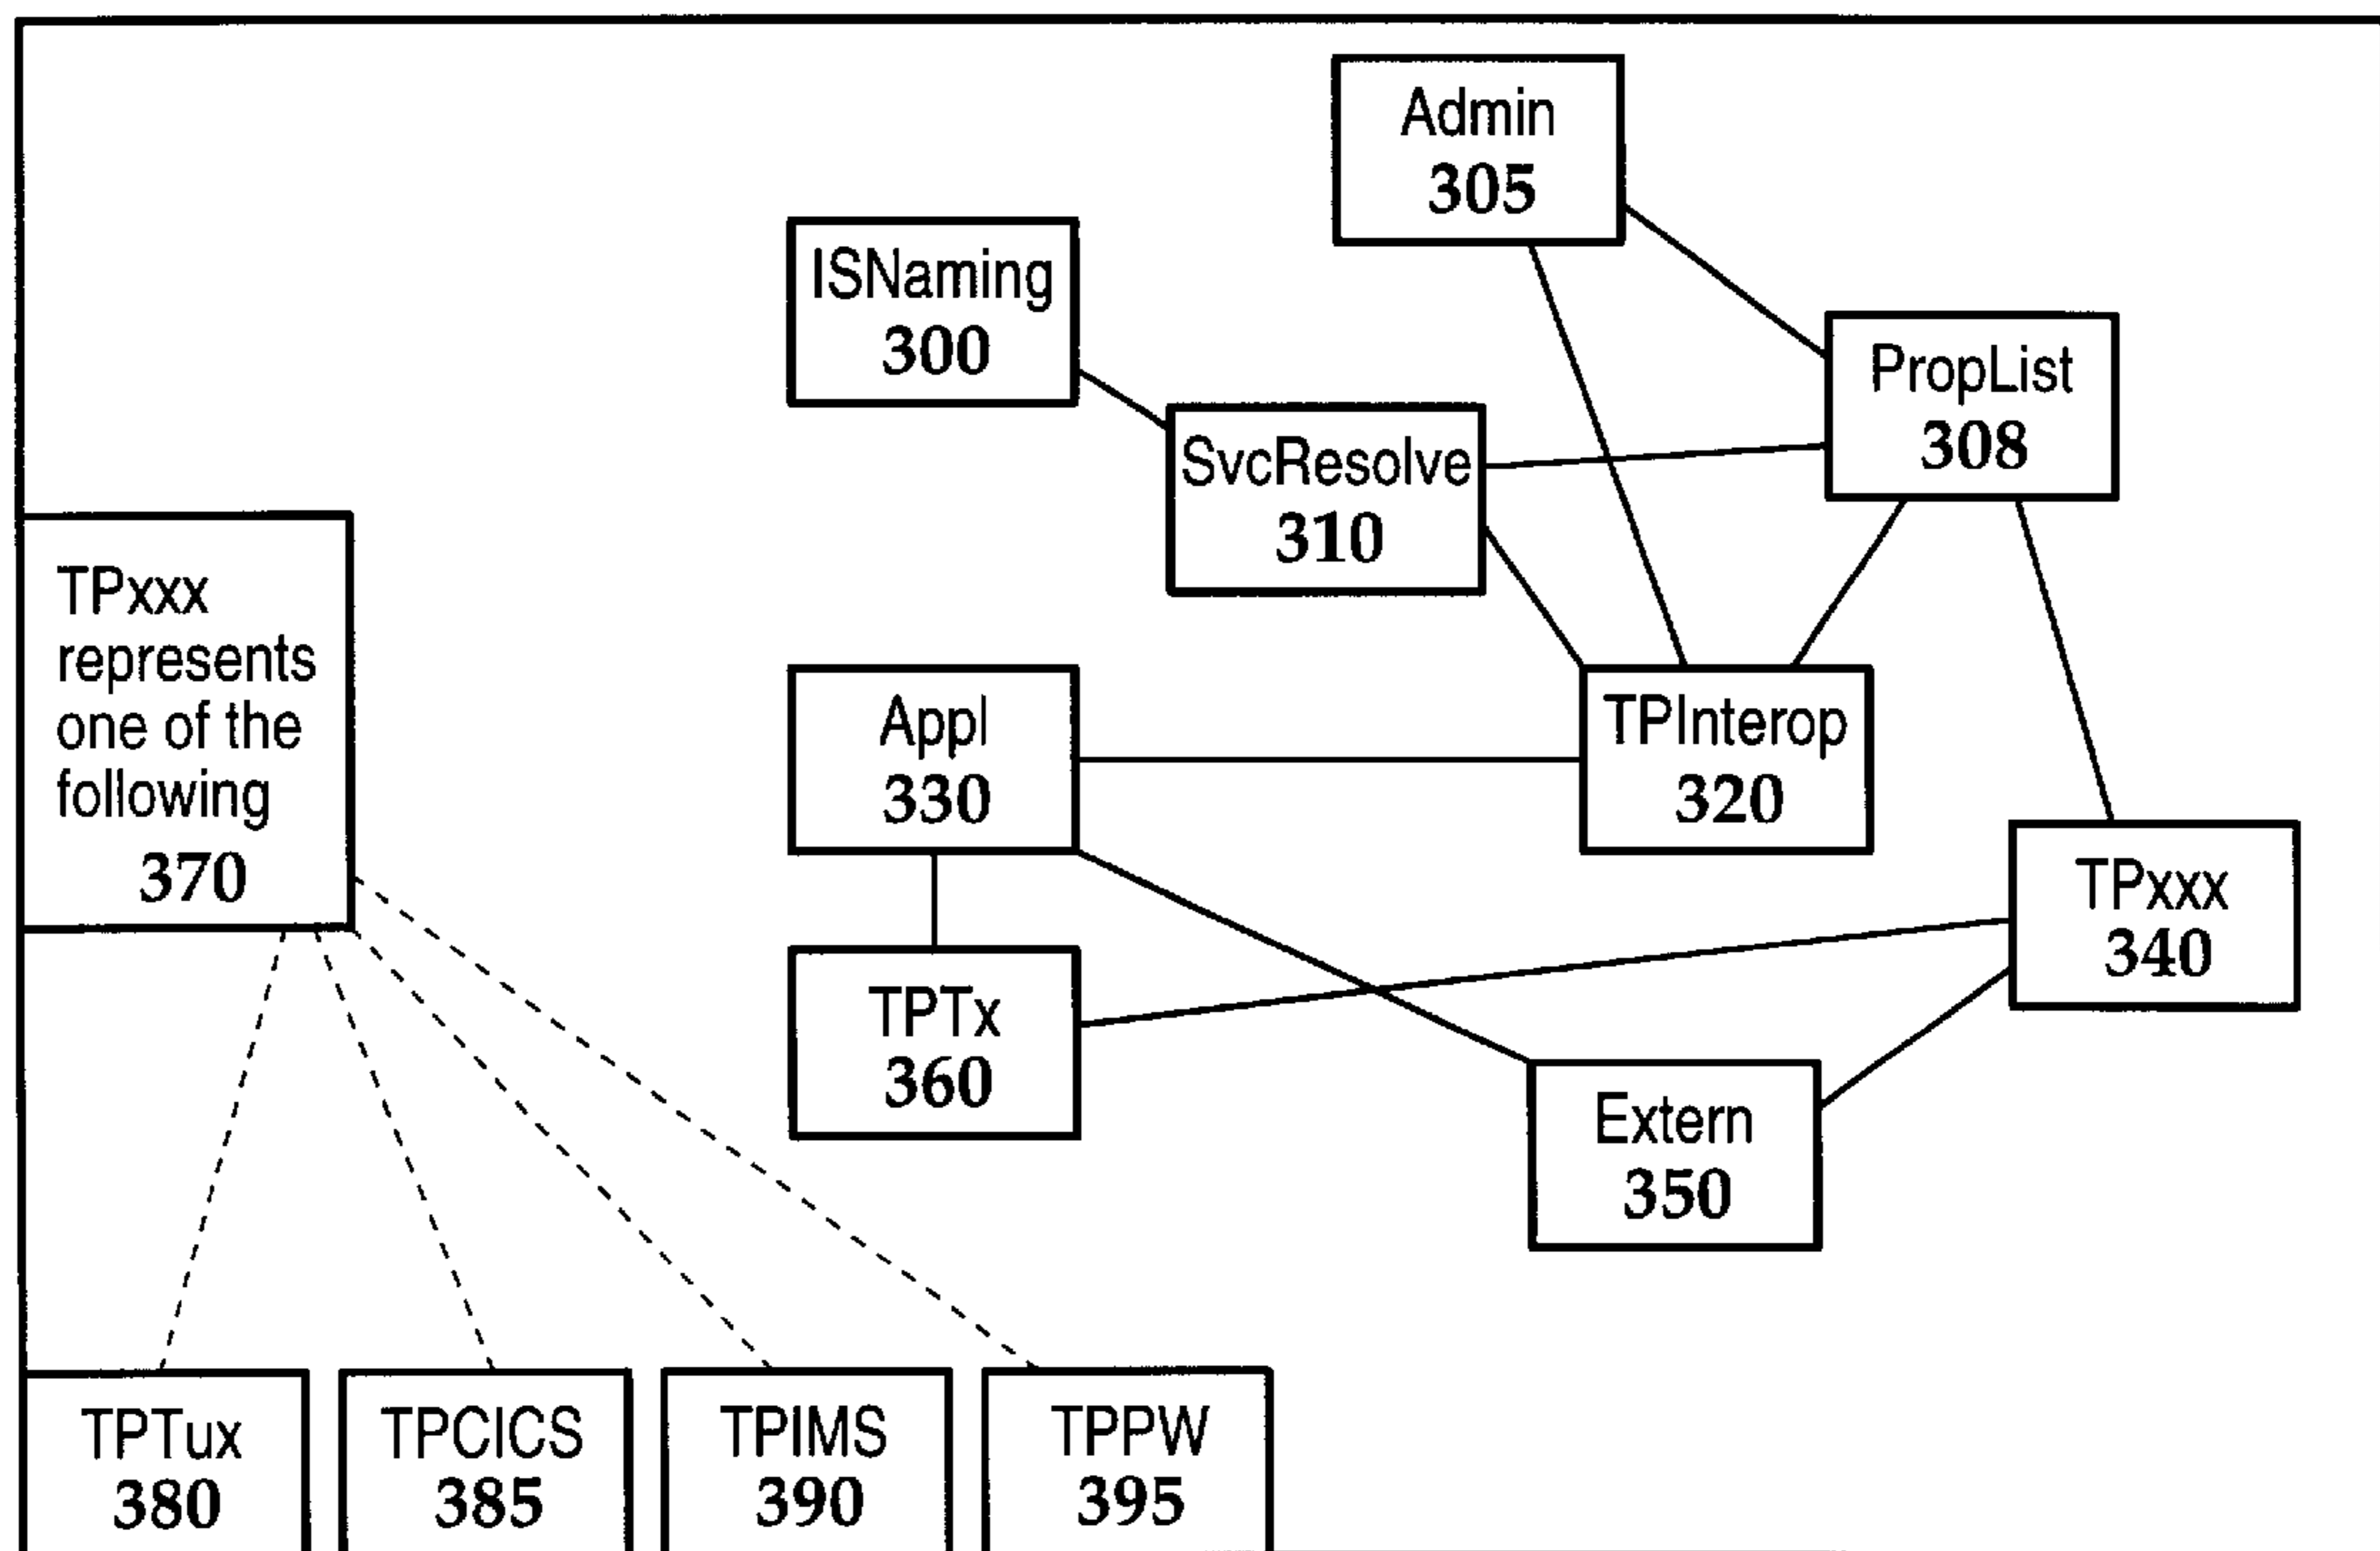 Admin
305
ISNaming
300
PropList
308
SvcResolve
310
TPxxx
represents
one of the
following
370
Appl
330
TPInterop
320
TPxxx
340
TPTx
360
Extern
350
TPTux
380
TPCICS
385
TPIMS
390
TPPW
395